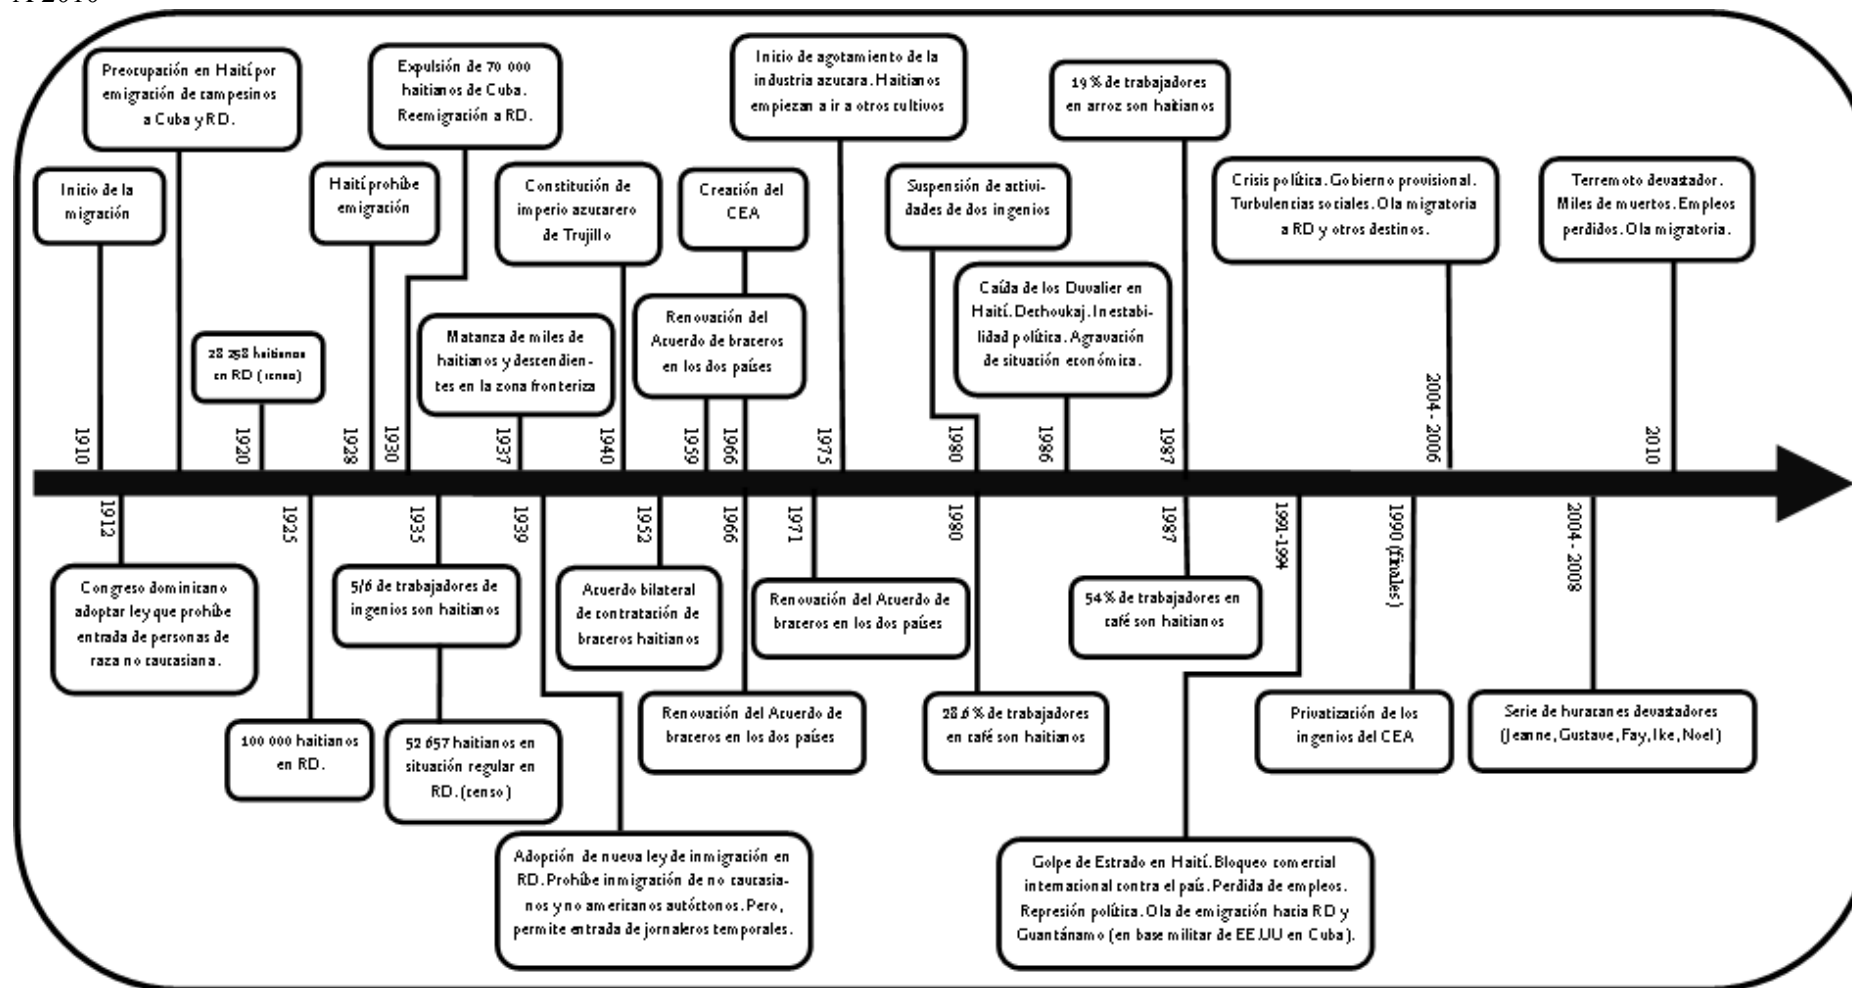 A 2010
Preocupación en Haití por
emigración de campesinos
a Cuba y RD.
Expulsión de 70 000
haitianos de Cuba.
Reemigración a RD.
Inicio de agotamiento de la
industria azucara. Haitianos
empiezan a ir a otros cultivos
19 % de trabajadores
en arroz son haitianos
Inicio de la
migración
Haití prohíbe
emigración
Constitución de
imperio azucarero
de Trujillo
Creación del
CEA
Suspensión de activi-
dades de dos ingenios
Crisis política. Gobierno provisional.
Turbulencias sociales. Ola migratoria
a RD y otros destinos.
Terremoto devastador.
Miles de muertos. Empleos
perdidos. Ola migratoria.
28 258 haitianos
en RD (censo)
Matanza de miles de
haitianos y descendien-
tes en la zona fronteriza
Renovación del
Acuerdo de braceros
en los dos países
Caída de los Duvalier en
Haití. Dechoukaj. Inestabi-
lidad política. Agravación
de situación económica.
1910
1920
1928
1930
1937
1940
1959
1966
1975
1980
1986
1987
2004 - 2006
2010
1912
1925
1935
1939
1952
1966
1971
1980
1987
1991-1994
1990 (finales)
2004 - 2008
Congreso dominicano
adoptar ley que prohíbe
entrada de personas de
raza no caucasiana.
5/6 de trabajadores de
ingenios son haitianos
Acuerdo bilateral
de contratación de
braceros haitianos
Renovación del Acuerdo de
braceros en los dos países
54 % de trabajadores en
café son haitianos
100 000 haitianos
en RD.
52 657 haitianos en
situación regular en
RD. (censo)
Renovación del Acuerdo de
braceros en los dos países
28.6 % de trabajadores
en café son haitianos
Privatización de los
ingenios del CEA
Serie de huracanes devastadores
(Jeanne, Gustave, Fay, Ike, Noel)
Adopción de nueva ley de inmigración en
RD. Prohíbe inmigración de no caucasia-
nos y no americanos autóctonos. Pero,
permite entrada de jornaleros temporales.
Golpe de Estrado en Haití. Bloqueo comercial
internacional contra el país. Perdida de empleos.
Represión política. Ola de emigración hacia RD y
Guantánamo (en base militar de EE.UU en Cuba).